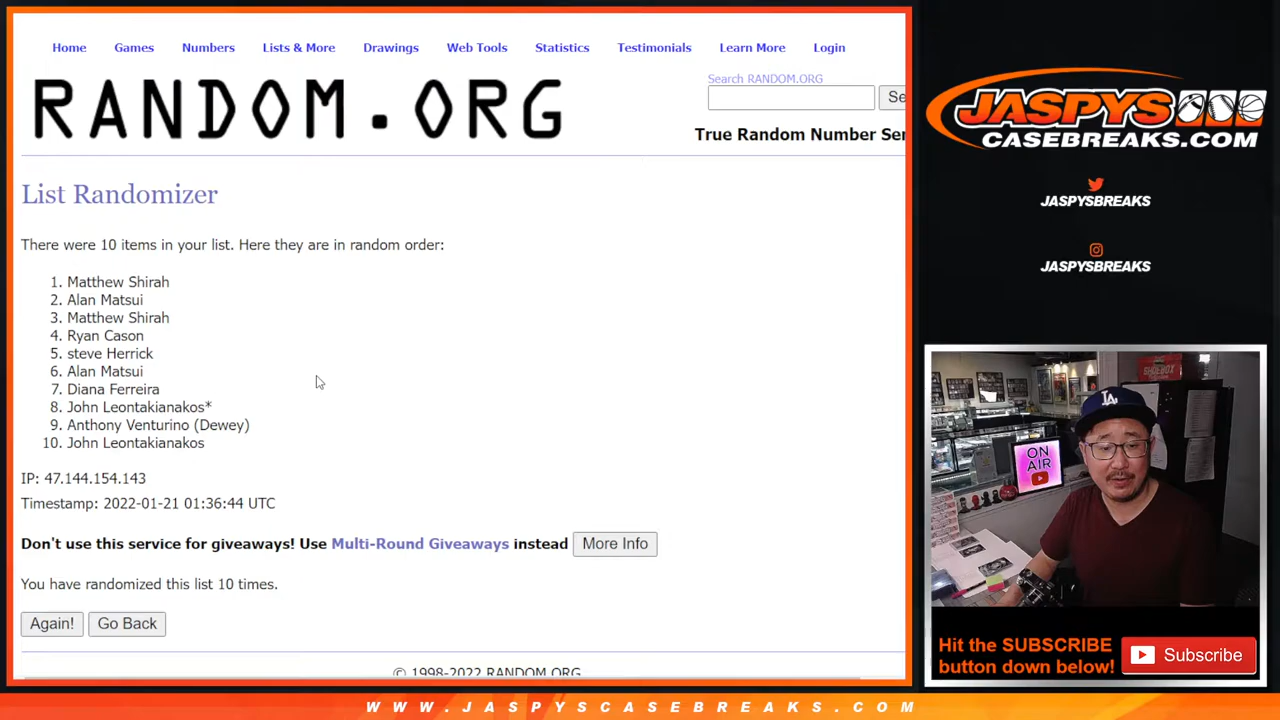 Home Games Numbers Lists & More Drawings Web Tools Statistics Testimonials Learn More Login
RANDOM.ORG
Search RANDOM.ORG
Se
True Random Number Ser
List Randomizer
There were 10 items in your list. Here they are in random order:
1. Matthew Shirah
2. Alan Matsui
3. Matthew Shirah
4. Ryan Cason
5. steve Herrick
6. Alan Matsui
7. Diana Ferreira
8. John Leontakianakos*
9. Anthony Venturino (Dewey)
10. John Leontakianakos
IP: 47.144.154.143
Timestamp: 2022-01-21 01:36:44 UTC
Don't use this service for giveaways! Use Multi-Round Giveaways instead More Info
You have randomized this list 10 times.
Again! Go Back
© 1998-2022 RANDOM.ORG
JASPYS
CASEBREAKS.COM
JASPYSBREAKS
JASPYSBREAKS
SHOEBOX
LA
ON
AIR
Hit the SUBSCRIBE
button down below!
Subscribe
WWW.JASPYSCASEBREAKS.COM